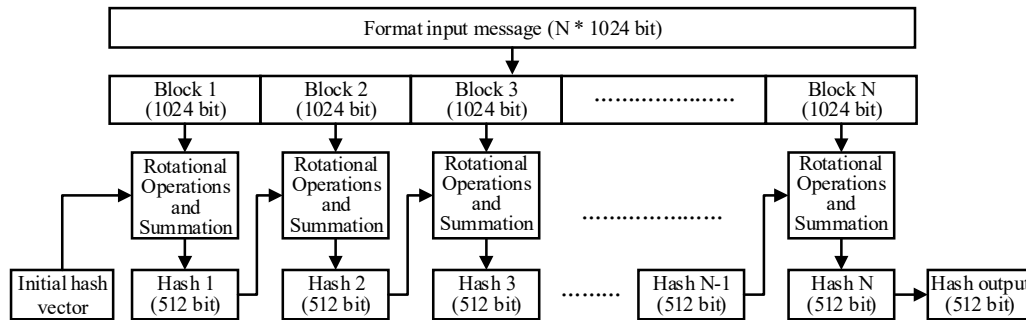 Format input message (N * 1024 bit)
Block 1
(1024 bit)
Block 2
(1024 bit)
Block 3
(1024 bit)
........................
Block N
(1024 bit)
Rotational
Operations
and
Summation
Rotational
Operations
and
Summation
Rotational
Operations
and
Summation
........................
Rotational
Operations
and
Summation
Initial hash
vector
Hash 1
(512 bit)
Hash 2
(512 bit)
Hash 3
(512 bit)
..........
Hash N-1
(512 bit)
Hash N
(512 bit)
Hash output
(512 bit)